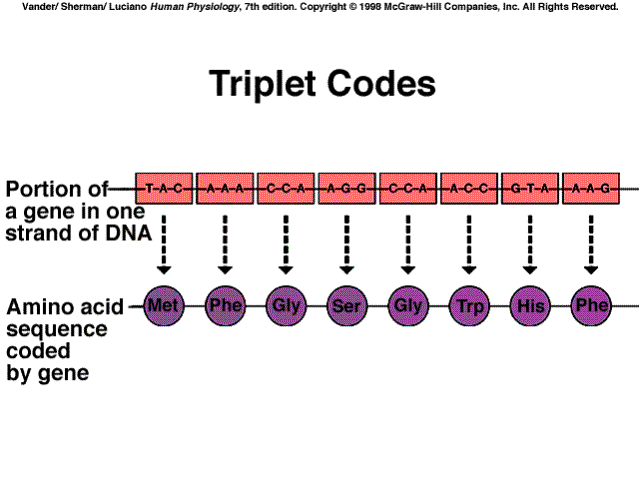 Vander/ Sherman/ Luciano Human Physiology, 7th edition. Copyright © 1998 McGraw-Hill Companies, Inc. All Rights Reserved.
Triplet Codes
Portion of
a gene in one
strand of DNA
T-A-C A-A-A C-C-A A-G-G C-C-A A-C-C G-T-A A-A-G
Amino acid
sequence
coded
by gene
Met Phe Gly Ser Gly Trp His Phe